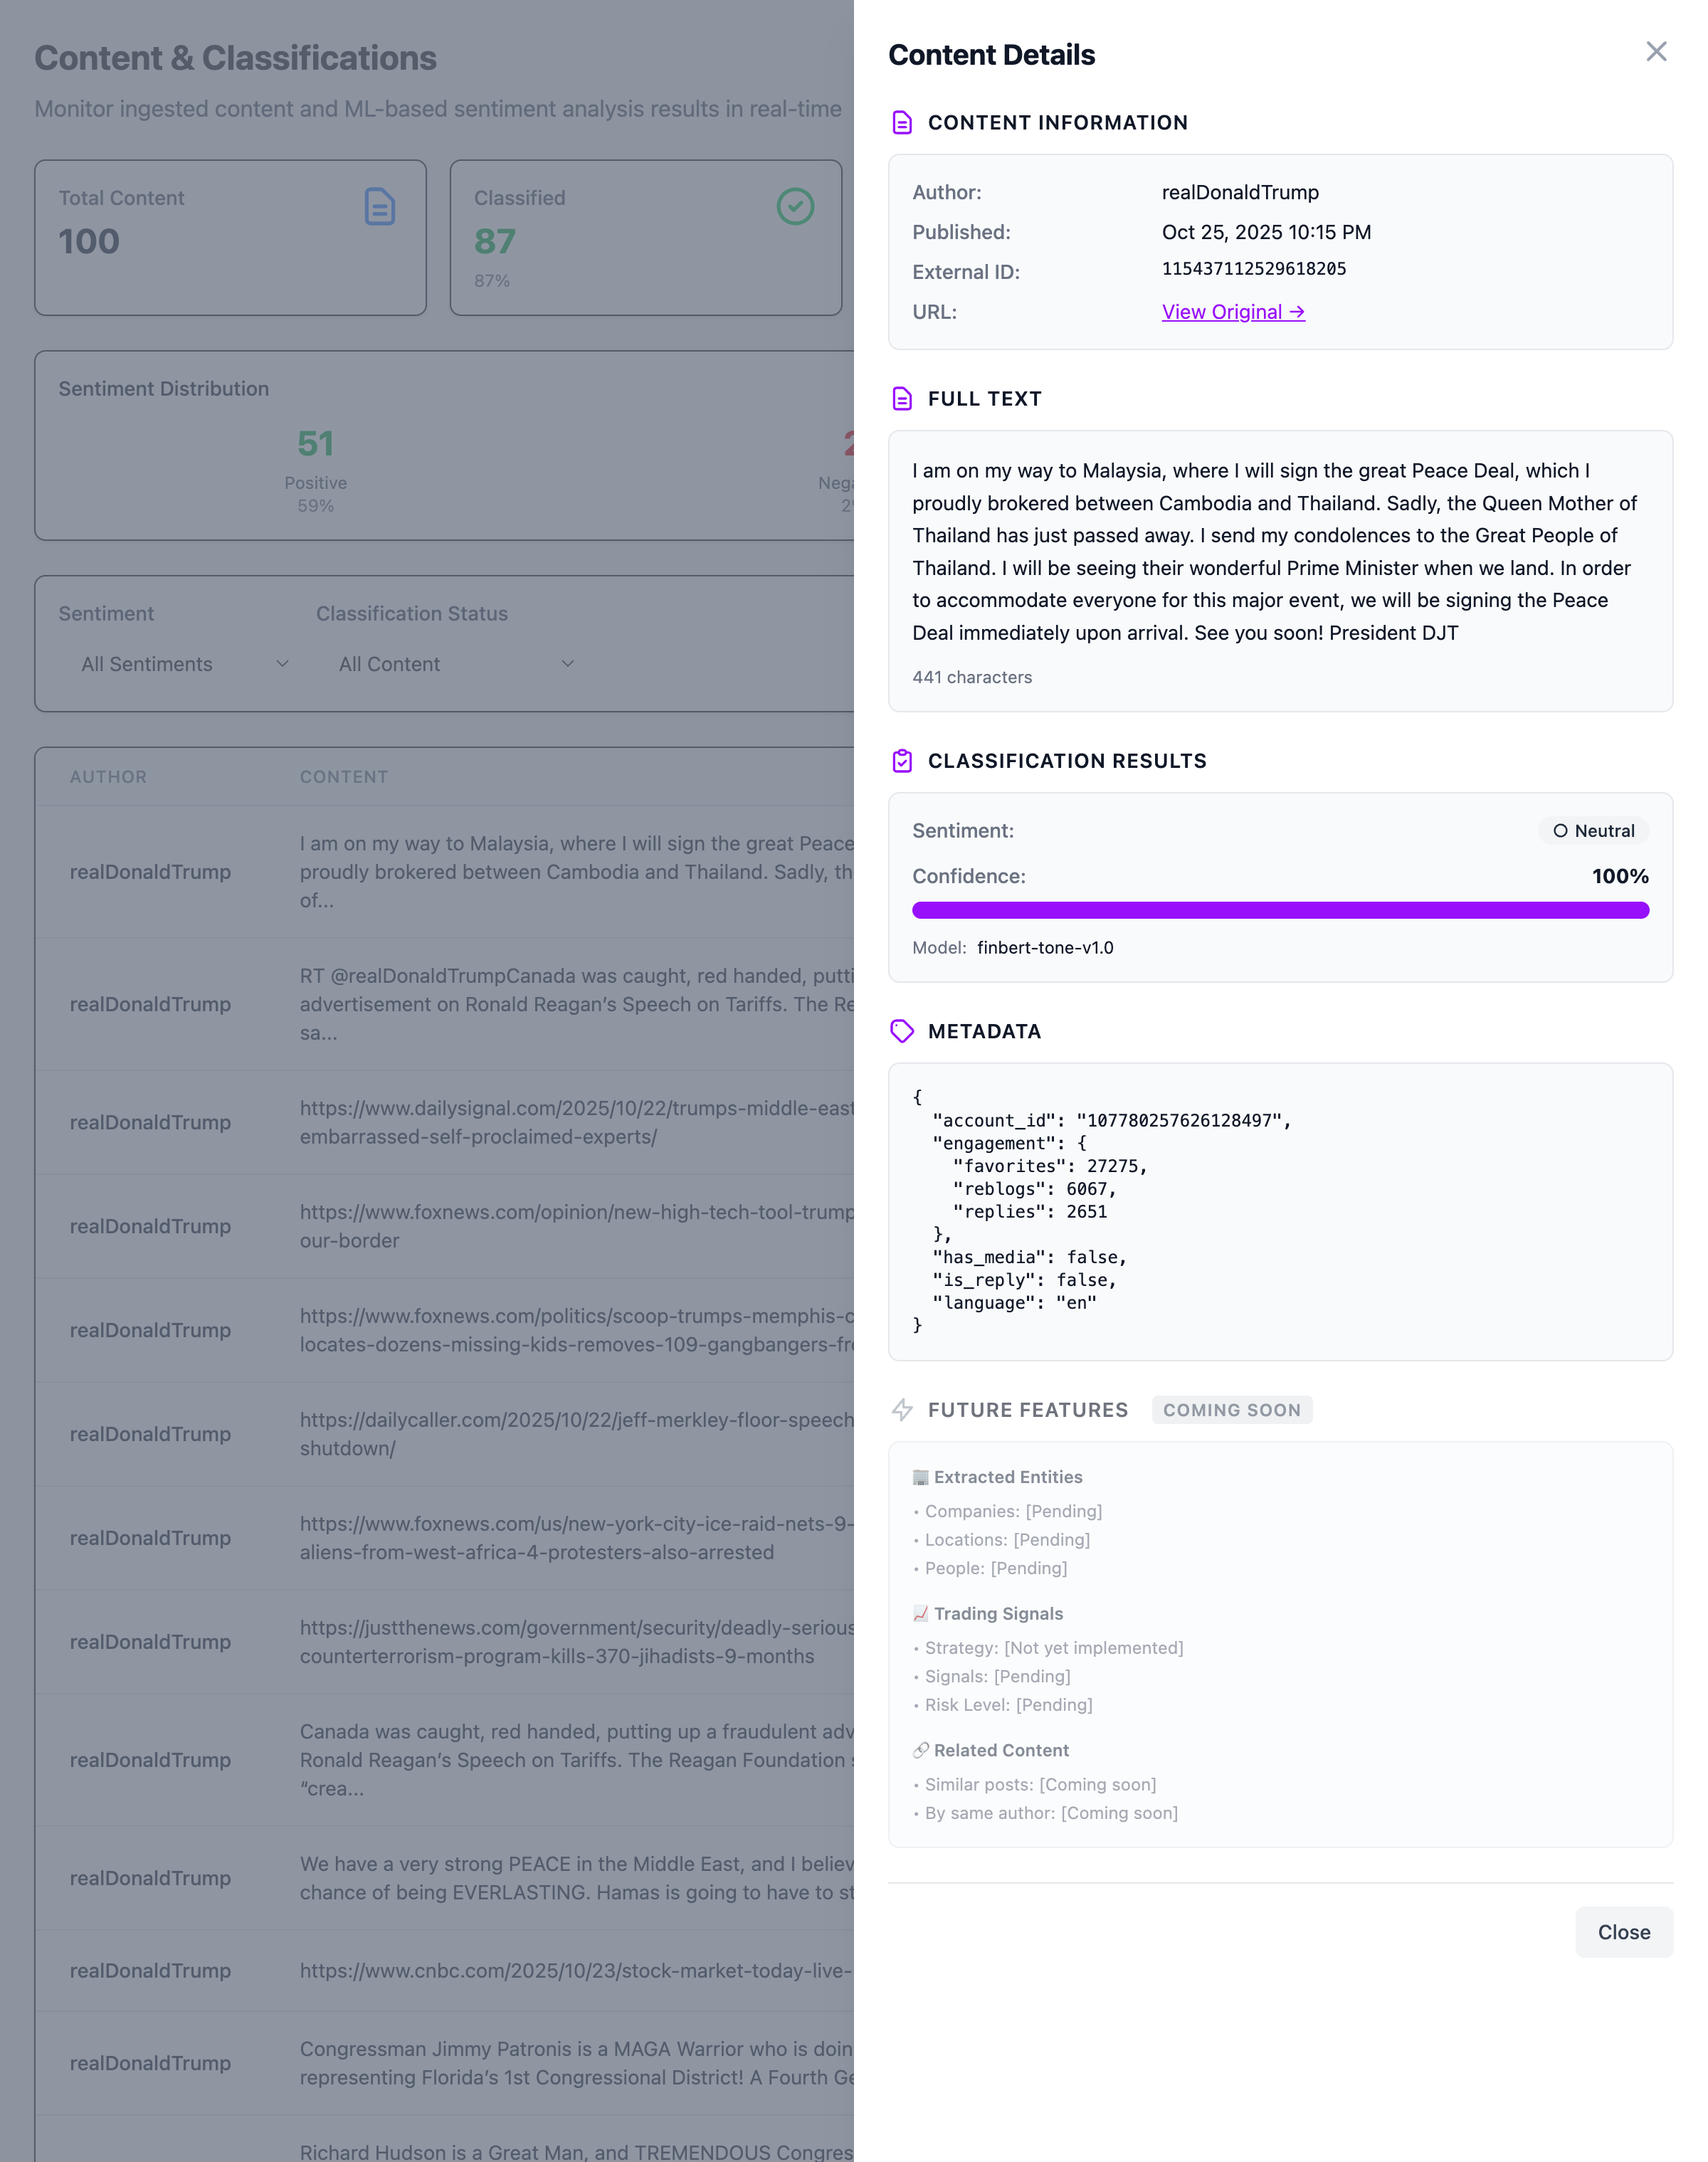 Content & Classifications
Monitor ingested content and ML-based sentiment analysis results in real-time
Total Content
100
Classified
87
87%
Sentiment Distribution
51
Positive
59%
Sentiment
Classification Status
All Sentiments
All Content
AUTHOR
CONTENT
realDonaldTrump
I am on my way to Malaysia, where I will sign the great Peace
proudly brokered between Cambodia and Thailand. Sadly, th
of...
realDonaldTrump
RT @realDonaldTrumpCanada was caught, red handed, putti
advertisement on Ronald Reagan’s Speech on Tariffs. The Re
sa...
realDonaldTrump
https://www.dailysignal.com/2025/10/22/trumps-middle-east
embarrassed-self-proclaimed-experts/
realDonaldTrump
https://www.foxnews.com/opinion/new-high-tech-tool-trump
our-border
realDonaldTrump
https://www.foxnews.com/politics/scoop-trumps-memphis-c
locates-dozens-missing-kids-removes-109-gangbangers-fr
realDonaldTrump
https://dailycaller.com/2025/10/22/jeff-merkley-floor-speech
shutdown/
realDonaldTrump
https://www.foxnews.com/us/new-york-city-ice-raid-nets-9-
aliens-from-west-africa-4-protesters-also-arrested
realDonaldTrump
https://justthenews.com/government/security/deadly-serious
counterterrorism-program-kills-370-jihadists-9-months
realDonaldTrump
Canada was caught, red handed, putting up a fraudulent adv
Ronald Reagan’s Speech on Tariffs. The Reagan Foundation s
“crea...
realDonaldTrump
We have a very strong PEACE in the Middle East, and I believ
chance of being EVERLASTING. Hamas is going to have to st
realDonaldTrump
https://www.cnbc.com/2025/10/23/stock-market-today-live-
realDonaldTrump
Congressman Jimmy Patronis is a MAGA Warrior who is doin
representing Florida’s 1st Congressional District! A Fourth Ge
Richard Hudson is a Great Man, and TREMENDOUS Congres
Content Details
CONTENT INFORMATION
Author: realDonaldTrump
Published: Oct 25, 2025 10:15 PM
External ID: 115437112529618205
URL: View Original →
FULL TEXT
I am on my way to Malaysia, where I will sign the great Peace Deal, which I
proudly brokered between Cambodia and Thailand. Sadly, the Queen Mother of
Thailand has just passed away. I send my condolences to the Great People of
Thailand. I will be seeing their wonderful Prime Minister when we land. In order
to accommodate everyone for this major event, we will be signing the Peace
Deal immediately upon arrival. See you soon! President DJT
441 characters
CLASSIFICATION RESULTS
Sentiment: Neutral
Confidence: 100%
Model: finbert-tone-v1.0
METADATA
{
"account_id": "107780257626128497",
"engagement": {
"favorites": 27275,
"reblogs": 6067,
"replies": 2651
},
"has_media": false,
"is_reply": false,
"language": "en"
}
FUTURE FEATURES COMING SOON
Extracted Entities
• Companies: [Pending]
• Locations: [Pending]
• People: [Pending]
Trading Signals
• Strategy: [Not yet implemented]
• Signals: [Pending]
• Risk Level: [Pending]
Related Content
• Similar posts: [Coming soon]
• By same author: [Coming soon]
Close